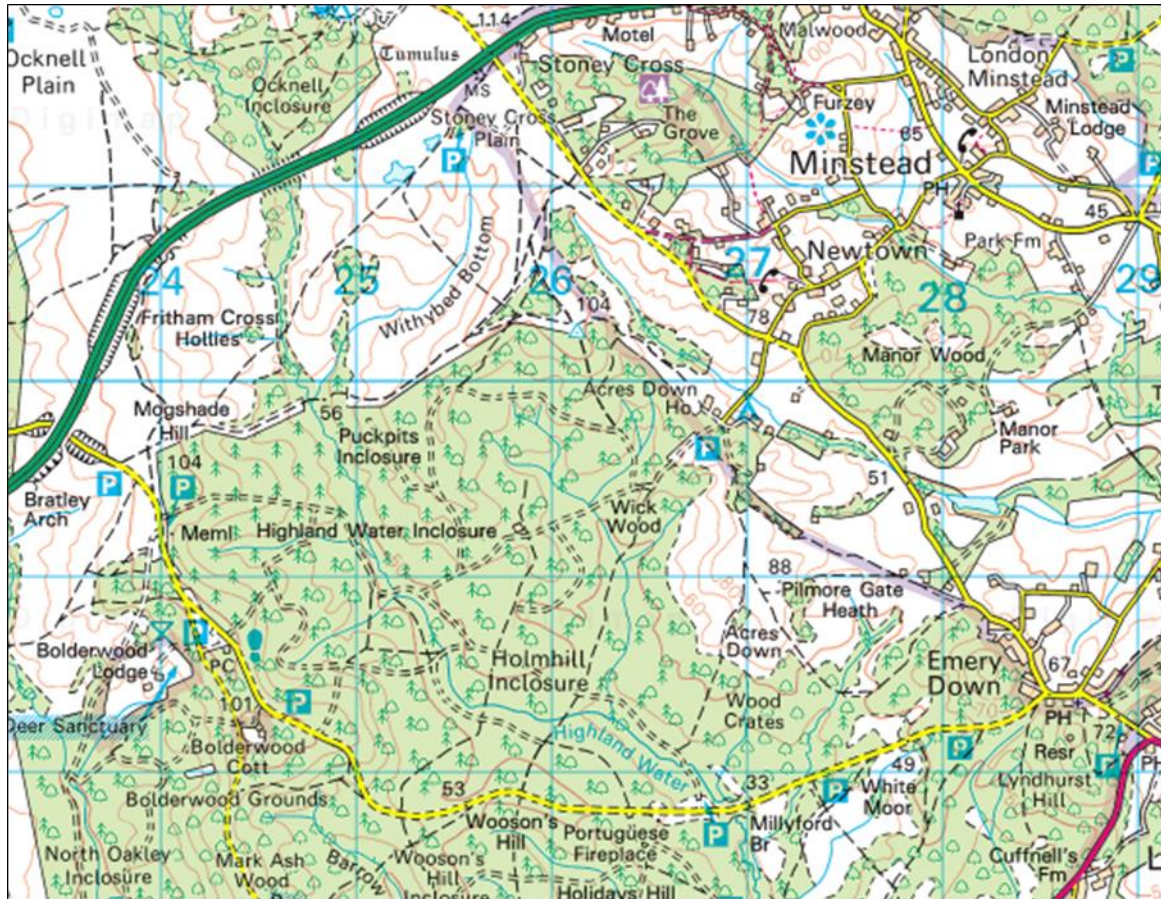 114
Motel
Malwood
Ocknell
Plain
Tumulus
Stoney Cross
London
Minstead
Ocknell
Inclosure
MS
Furzey
Minstead
Lodge
Digimap
The
Grove
Stoney Cross
Plain
P
65
Minstead
P
PH
45
Park Fm
Newtown
24
25
26
27
28
29
Withybed Bottom
104
78
Fritham Cross
Hollies
Manor Wood
Acres Down
Ho
Mogshade
Hill
56
Puckpits
Inclosure
Manor
Park
104
P
P
P
51
Bratley
Arch
Meml
Highland Water Inclosure
Wick
Wood
88
Pilmore Gate
Heath
P
Bolderwood
Lodge
PC
Acres
Down
Holmhill
Inclosure
Emery
Down
67
101
P
Wood
Crates
Deer Sanctuary
70
PH
72
Bolderwood
Cott
Highland Water
P
Resr
P
PH
49
White
Moor
Lyndhurst
Hill
53
33
P
Bolderwood Grounds
Wooson's
Hill
Portuguese
Fireplace
P
Millyford
Br
North Oakley
Inclosure
Mark Ash
Wood
Barrow
Wooson's
Hill
Inclosure
Holidays Hill
Cuffnell's
Fm
L